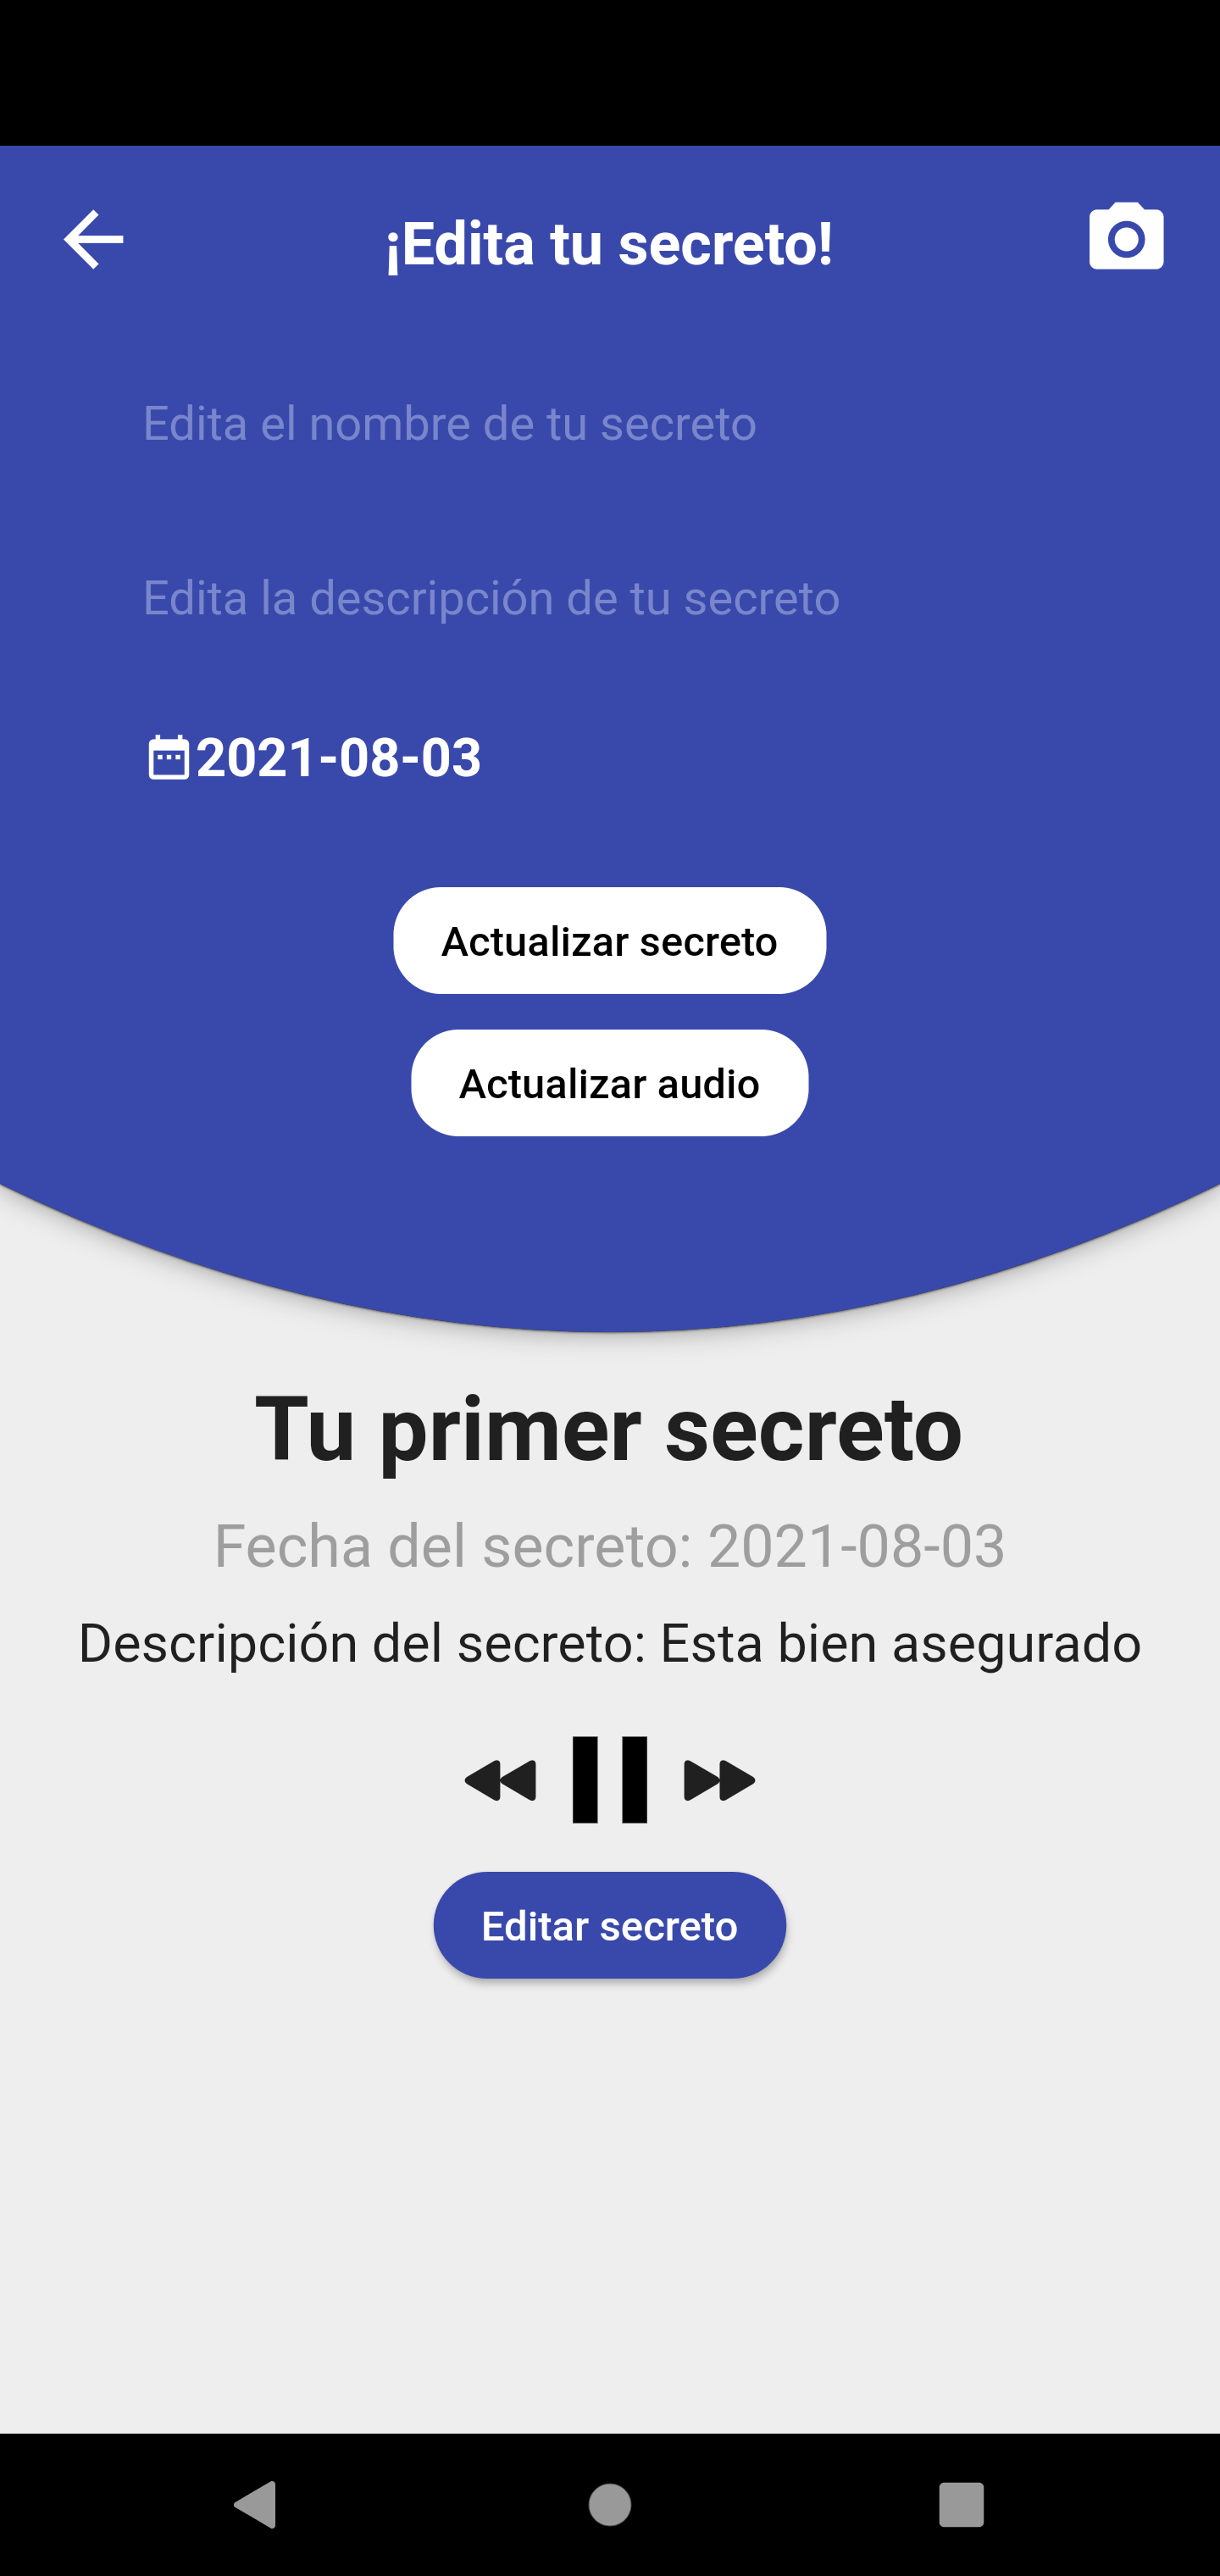 ¡Edita tu secreto!
Edita el nombre de tu secreto
Edita la descripción de tu secreto
2021-08-03
Actualizar secreto
Actualizar audio
Tu primer secreto
Fecha del secreto: 2021-08-03
Descripción del secreto: Esta bien asegurado
Editar secreto